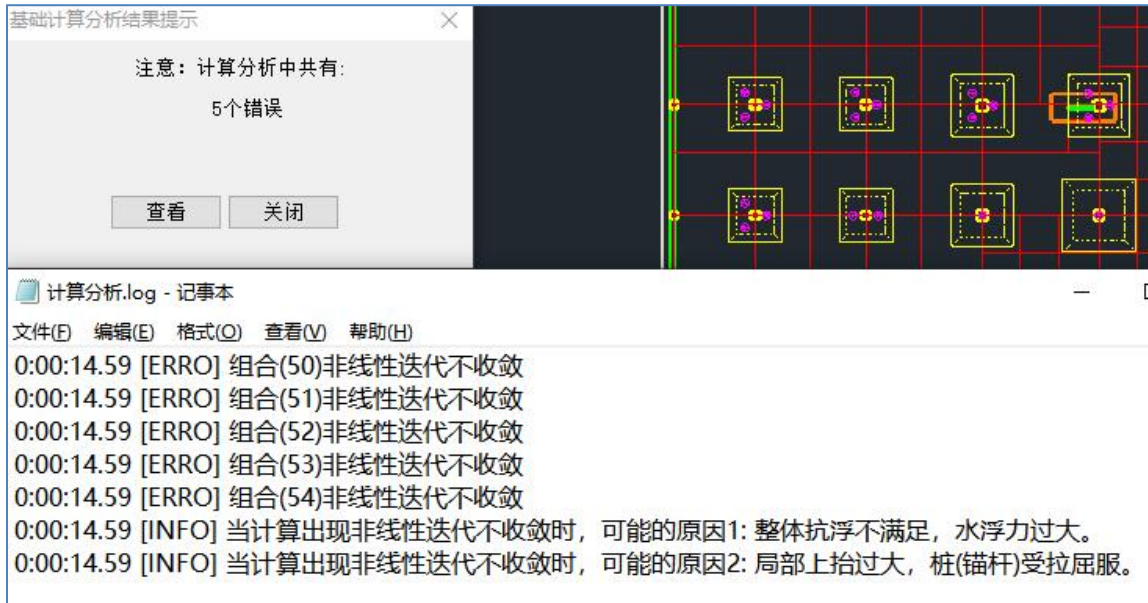 基础计算分析结果提示
注意: 计算分析中共有:
5个错误
查看
关闭
计算分析.log - 记事本
文件(F) 编辑(E) 格式(O) 查看(V) 帮助(H)
0:00:14.59 [ERRO] 组合(50)非线性迭代不收敛
0:00:14.59 [ERRO] 组合(51)非线性迭代不收敛
0:00:14.59 [ERRO] 组合(52)非线性迭代不收敛
0:00:14.59 [ERRO] 组合(53)非线性迭代不收敛
0:00:14.59 [ERRO] 组合(54)非线性迭代不收敛
0:00:14.59 [INFO] 当计算出现非线性迭代不收敛时，可能的原因1: 整体抗浮不满足，水浮力过大。
0:00:14.59 [INFO] 当计算出现非线性迭代不收敛时，可能的原因2: 局部上抬过大，桩(锚杆)受拉屈服。